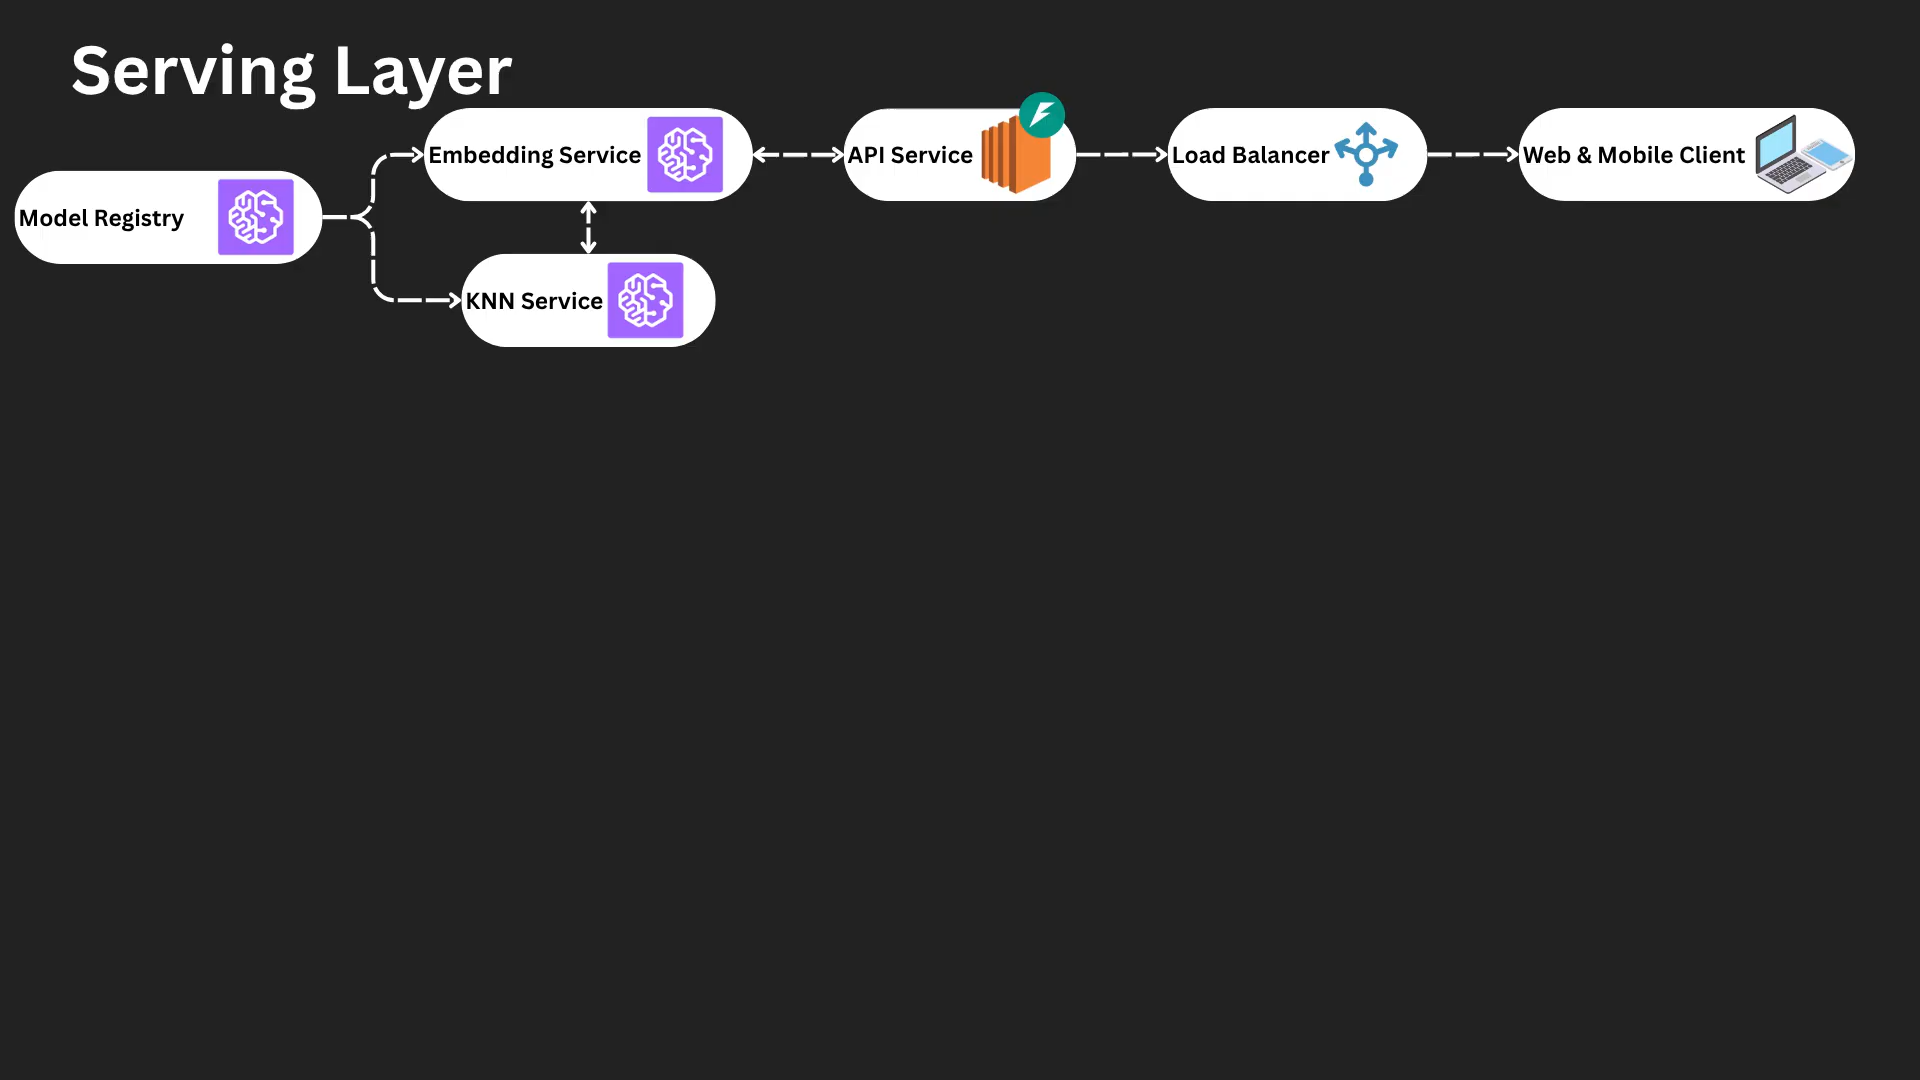 Serving Layer
Model Registry
Embedding Service
KNN Service
API Service
Load Balancer
Web & Mobile Client